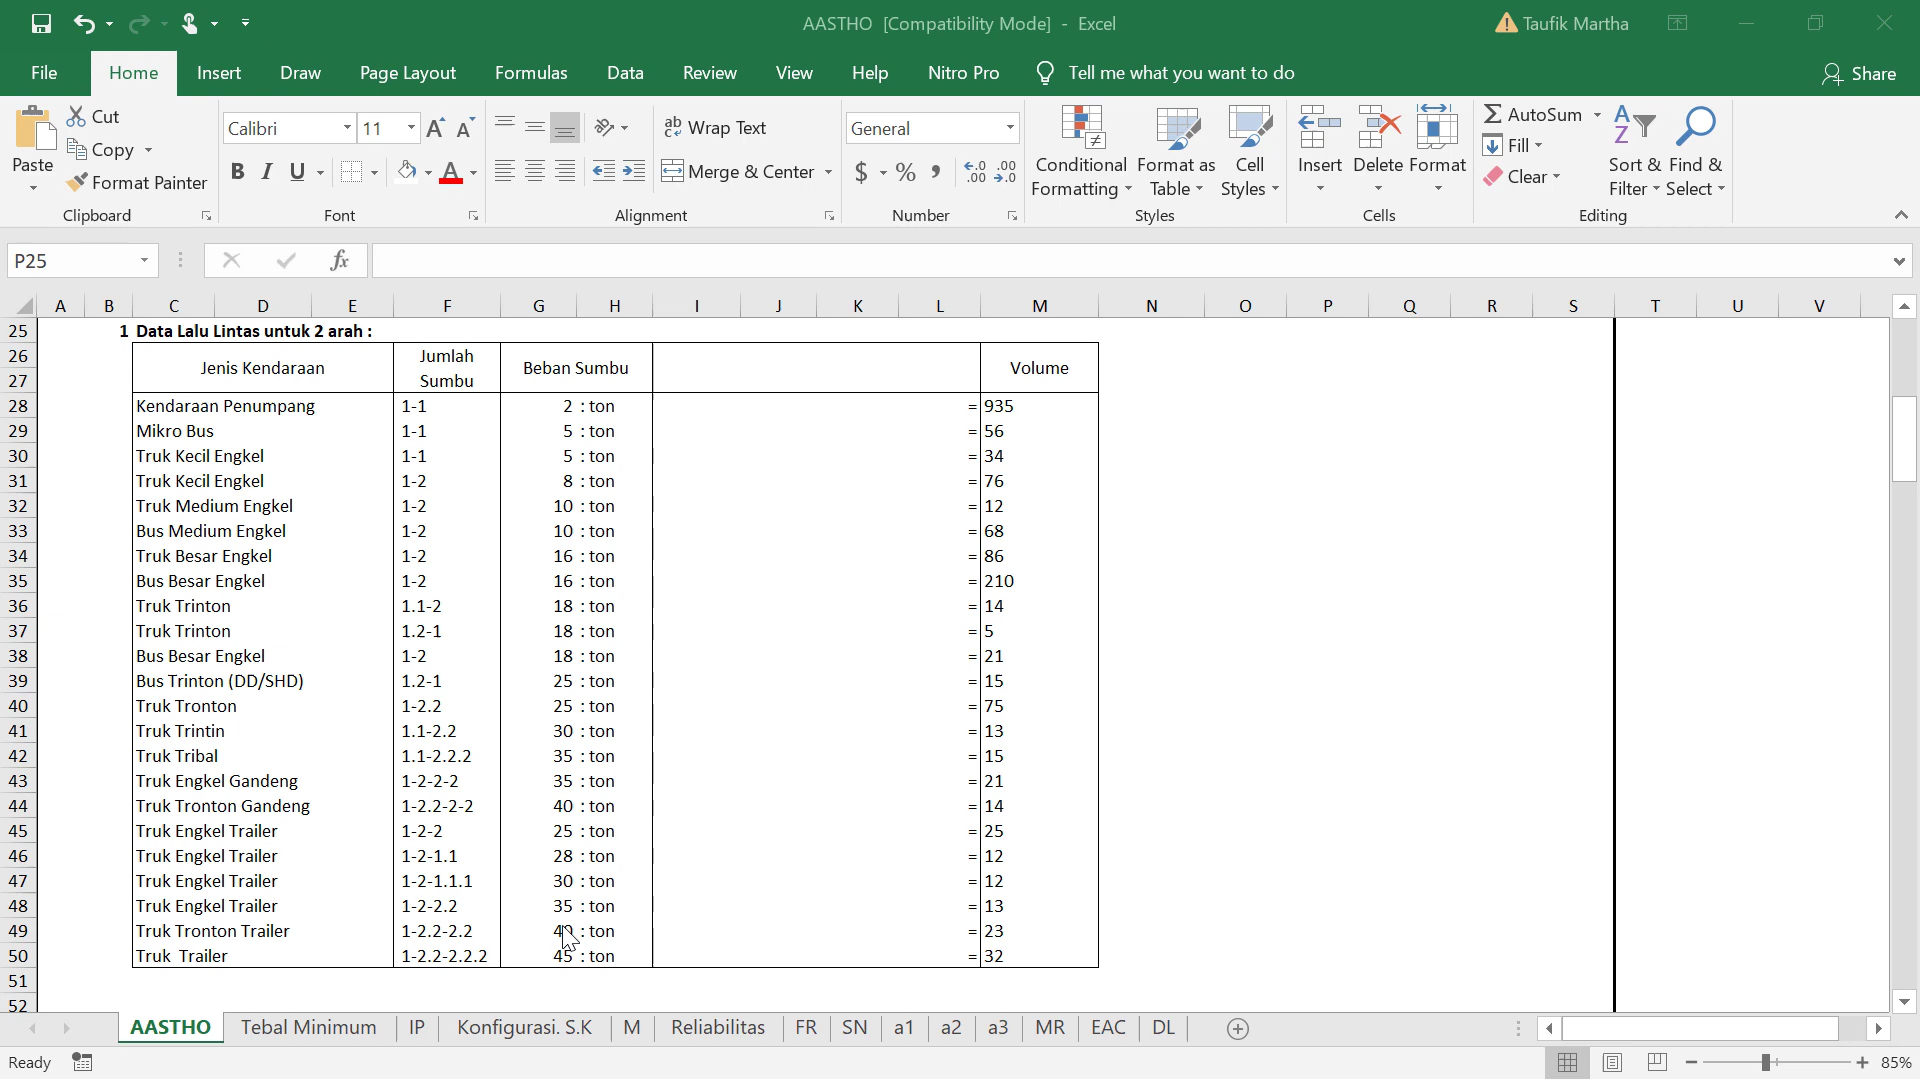 AASTHO [Compatibility Mode] - Excel
Taufik Martha
File Home Insert Draw Page Layout Formulas Data Review View Help Nitro Pro Tell me what you want to do Share
Paste
Cut
Copy
Format Painter
Clipboard
Calibri 11
B I U
Font
Wrap Text
Merge & Center
Alignment
General
$ % ,
Number
Conditional Formatting
Format as Table
Cell Styles
Styles
Insert Delete Format
Cells
AutoSum
Fill
Clear
Sort & Filter
Find & Select
Editing
P25
fx
A B C D E F G H I J K L M N O P Q R S T U V
25 1 Data Lalu Lintas untuk 2 arah :
26 Jenis Kendaraan Jumlah Beban Sumbu Volume
27 Sumbu
28 Kendaraan Penumpang 1-1 2 : ton = 935
29 Mikro Bus 1-1 5 : ton = 56
30 Truk Kecil Engkel 1-1 5 : ton = 34
31 Truk Kecil Engkel 1-2 8 : ton = 76
32 Truk Medium Engkel 1-2 10 : ton = 12
33 Bus Medium Engkel 1-2 10 : ton = 68
34 Truk Besar Engkel 1-2 16 : ton = 86
35 Bus Besar Engkel 1-2 16 : ton = 210
36 Truk Trinton 1.1-2 18 : ton = 14
37 Truk Trinton 1.2-1 18 : ton = 5
38 Bus Besar Engkel 1-2 18 : ton = 21
39 Bus Trinton (DD/SHD) 1.2-1 25 : ton = 15
40 Truk Tronton 1-2.2 25 : ton = 75
41 Truk Trintin 1.1-2.2 30 : ton = 13
42 Truk Tribal 1.1-2.2.2 35 : ton = 15
43 Truk Engkel Gandeng 1-2-2-2 35 : ton = 21
44 Truk Tronton Gandeng 1-2.2-2-2 40 : ton = 14
45 Truk Engkel Trailer 1-2-2 25 : ton = 25
46 Truk Engkel Trailer 1-2-1.1 28 : ton = 12
47 Truk Engkel Trailer 1-2-1.1.1 30 : ton = 12
48 Truk Engkel Trailer 1-2-2.2 35 : ton = 13
49 Truk Tronton Trailer 1-2.2-2.2 40 : ton = 23
50 Truk Trailer 1-2.2-2.2.2 45 : ton = 32
51
52
AASTHO Tebal Minimum IP Konfigurasi. S.K M Reliabilitas FR SN a1 a2 a3 MR EAC DL
Ready 85%